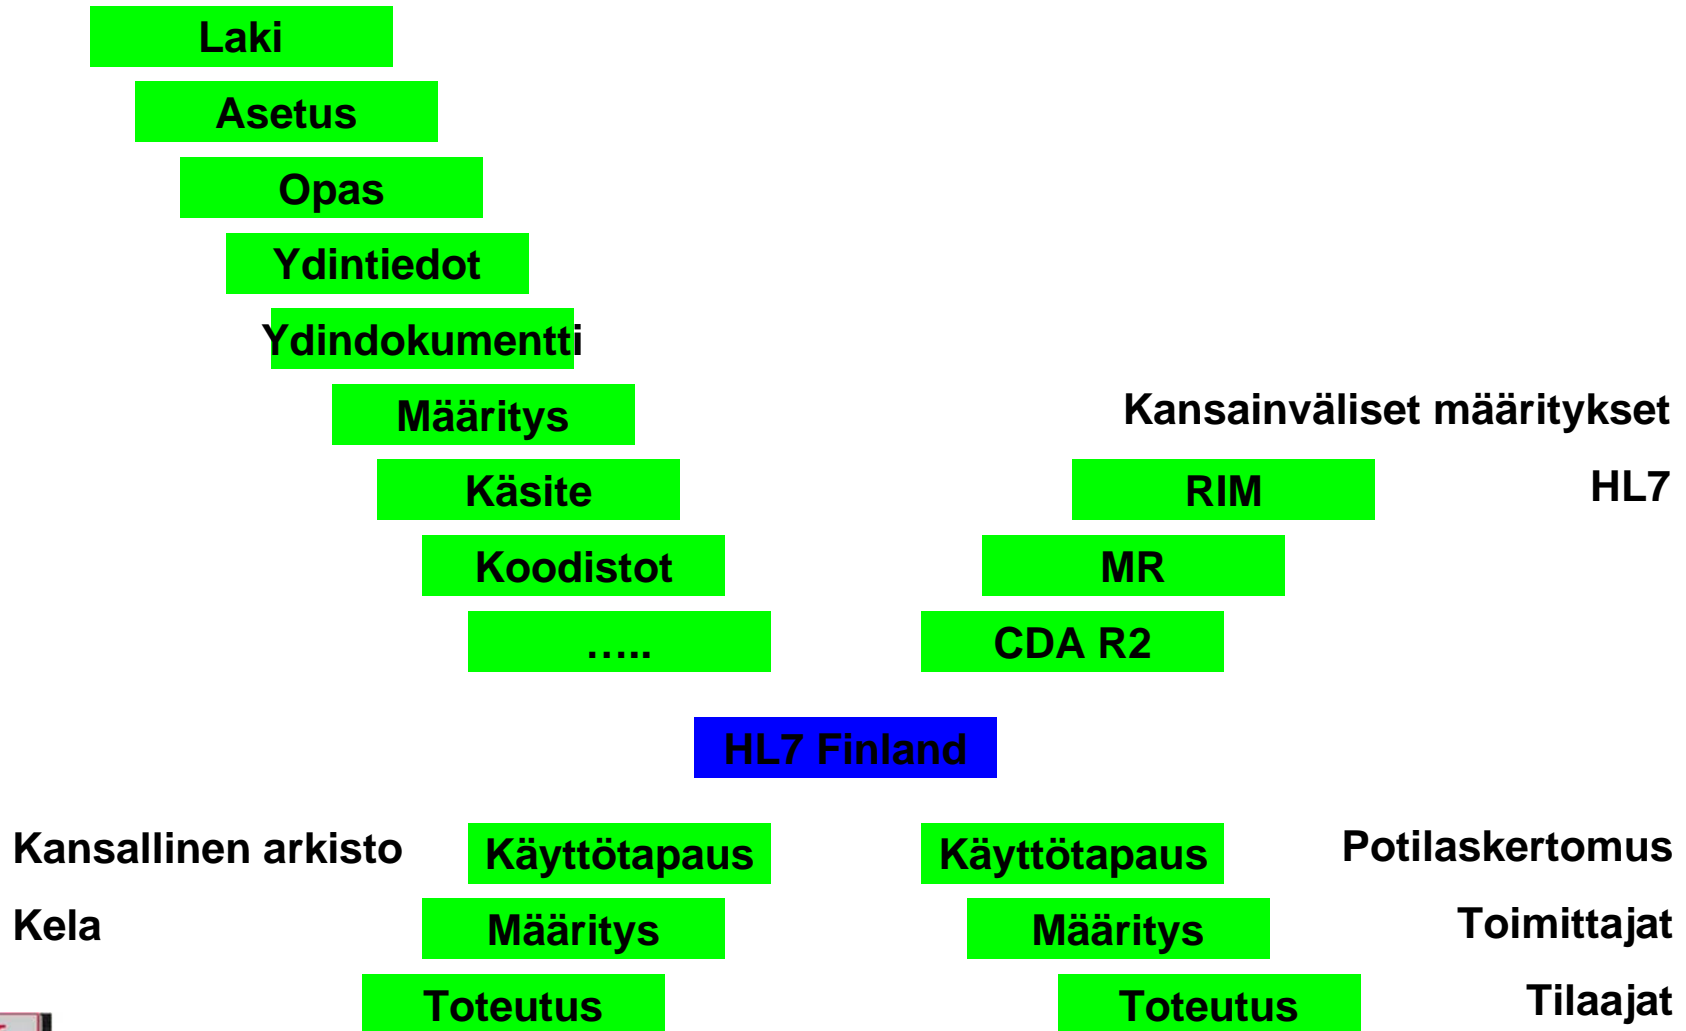 Laki
Asetus
Opas
Ydintiedot
Ydindokumentti
Määritys
Kansainväliset määritykset
Käsite
RIM
HL7
Koodistot
MR
…..
CDA R2
HL7 Finland
Kansallinen arkisto
Käyttötapaus
Käyttötapaus
Potilaskertomus
Kela
Määritys
Määritys
Toimittajat
Toteutus
Toteutus
Tilaajat